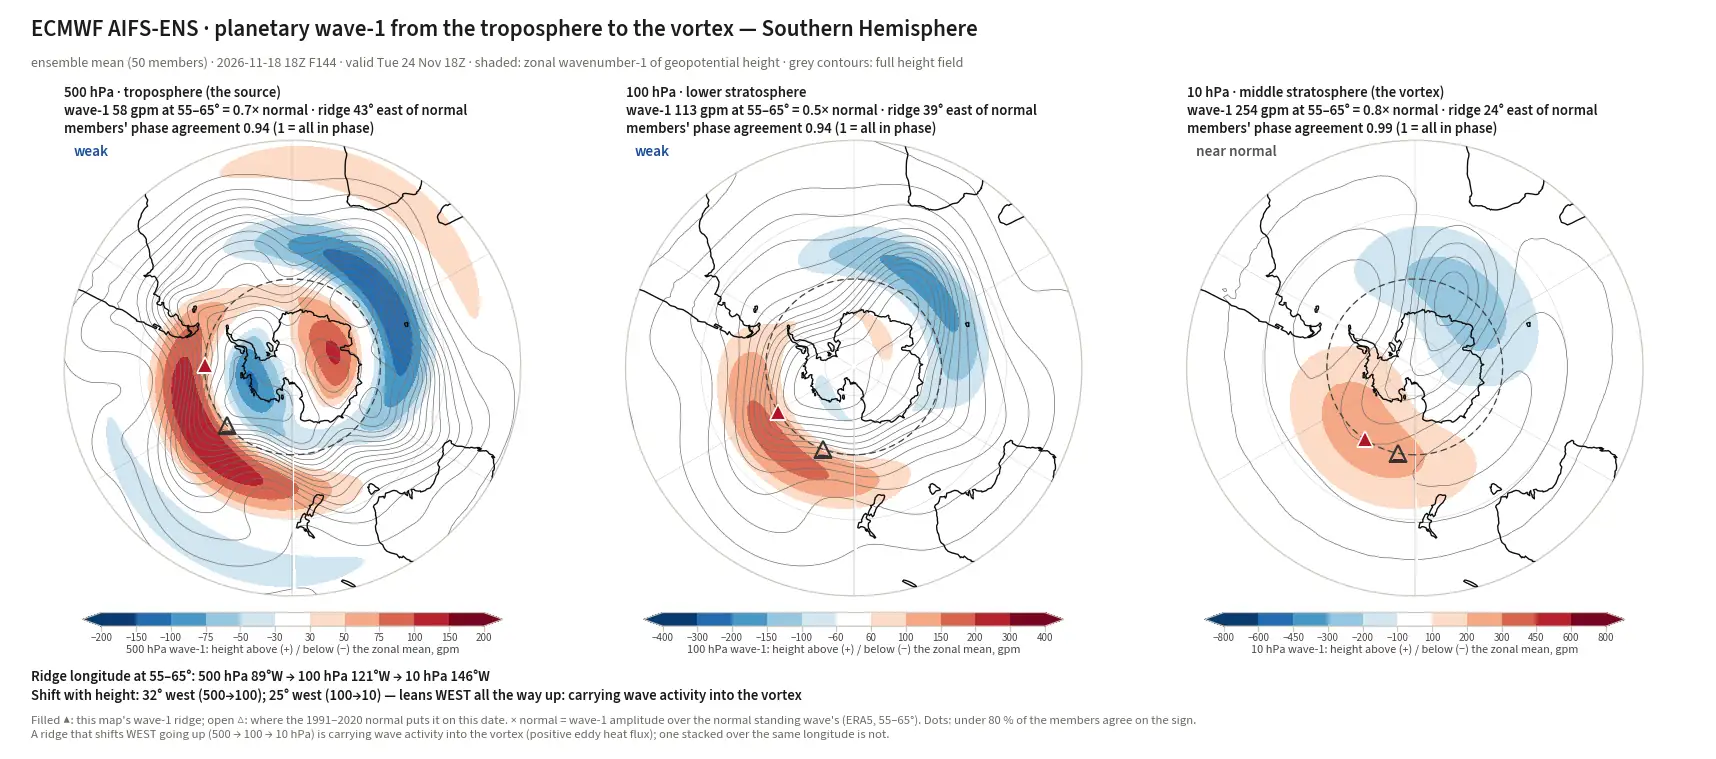 ECMWF AIFS-ENS · planetary wave-1 from the troposphere to the vortex — Southern Hemisphere
ensemble mean (50 members) · 2026-11-18 18Z F144 · valid Tue 24 Nov 18Z · shaded: zonal wavenumber-1 of geopotential height · grey contours: full height field
500 hPa · troposphere (the source)
wave-1 58 gpm at 55–65° = 0.7× normal · ridge 43° east of normal
members' phase agreement 0.94 (1 = all in phase)
weak
100 hPa · lower stratosphere
wave-1 113 gpm at 55–65° = 0.5× normal · ridge 39° east of normal
members' phase agreement 0.94 (1 = all in phase)
weak
10 hPa · middle stratosphere (the vortex)
wave-1 254 gpm at 55–65° = 0.8× normal · ridge 24° east of normal
members' phase agreement 0.99 (1 = all in phase)
near normal
−200 −150 −100 −75 −50 −30 30 50 75 100 150 200
500 hPa wave-1: height above (+) / below (−) the zonal mean, gpm
−400 −300 −200 −150 −100 −60 60 100 150 200 300 400
100 hPa wave-1: height above (+) / below (−) the zonal mean, gpm
−800 −600 −450 −300 −200 −100 100 200 300 450 600 800
10 hPa wave-1: height above (+) / below (−) the zonal mean, gpm
Ridge longitude at 55–65°: 500 hPa 89°W → 100 hPa 121°W → 10 hPa 146°W
Shift with height: 32° west (500→100); 25° west (100→10) — leans WEST all the way up: carrying wave activity into the vortex
Filled ▲: this map's wave-1 ridge; open △: where the 1991–2020 normal puts it on this date. × normal = wave-1 amplitude over the normal standing wave's (ERA5, 55–65°). Dots: under 80 % of the members agree on the sign.
A ridge that shifts WEST going up (500 → 100 → 10 hPa) is carrying wave activity into the vortex (positive eddy heat flux); one stacked over the same longitude is not.